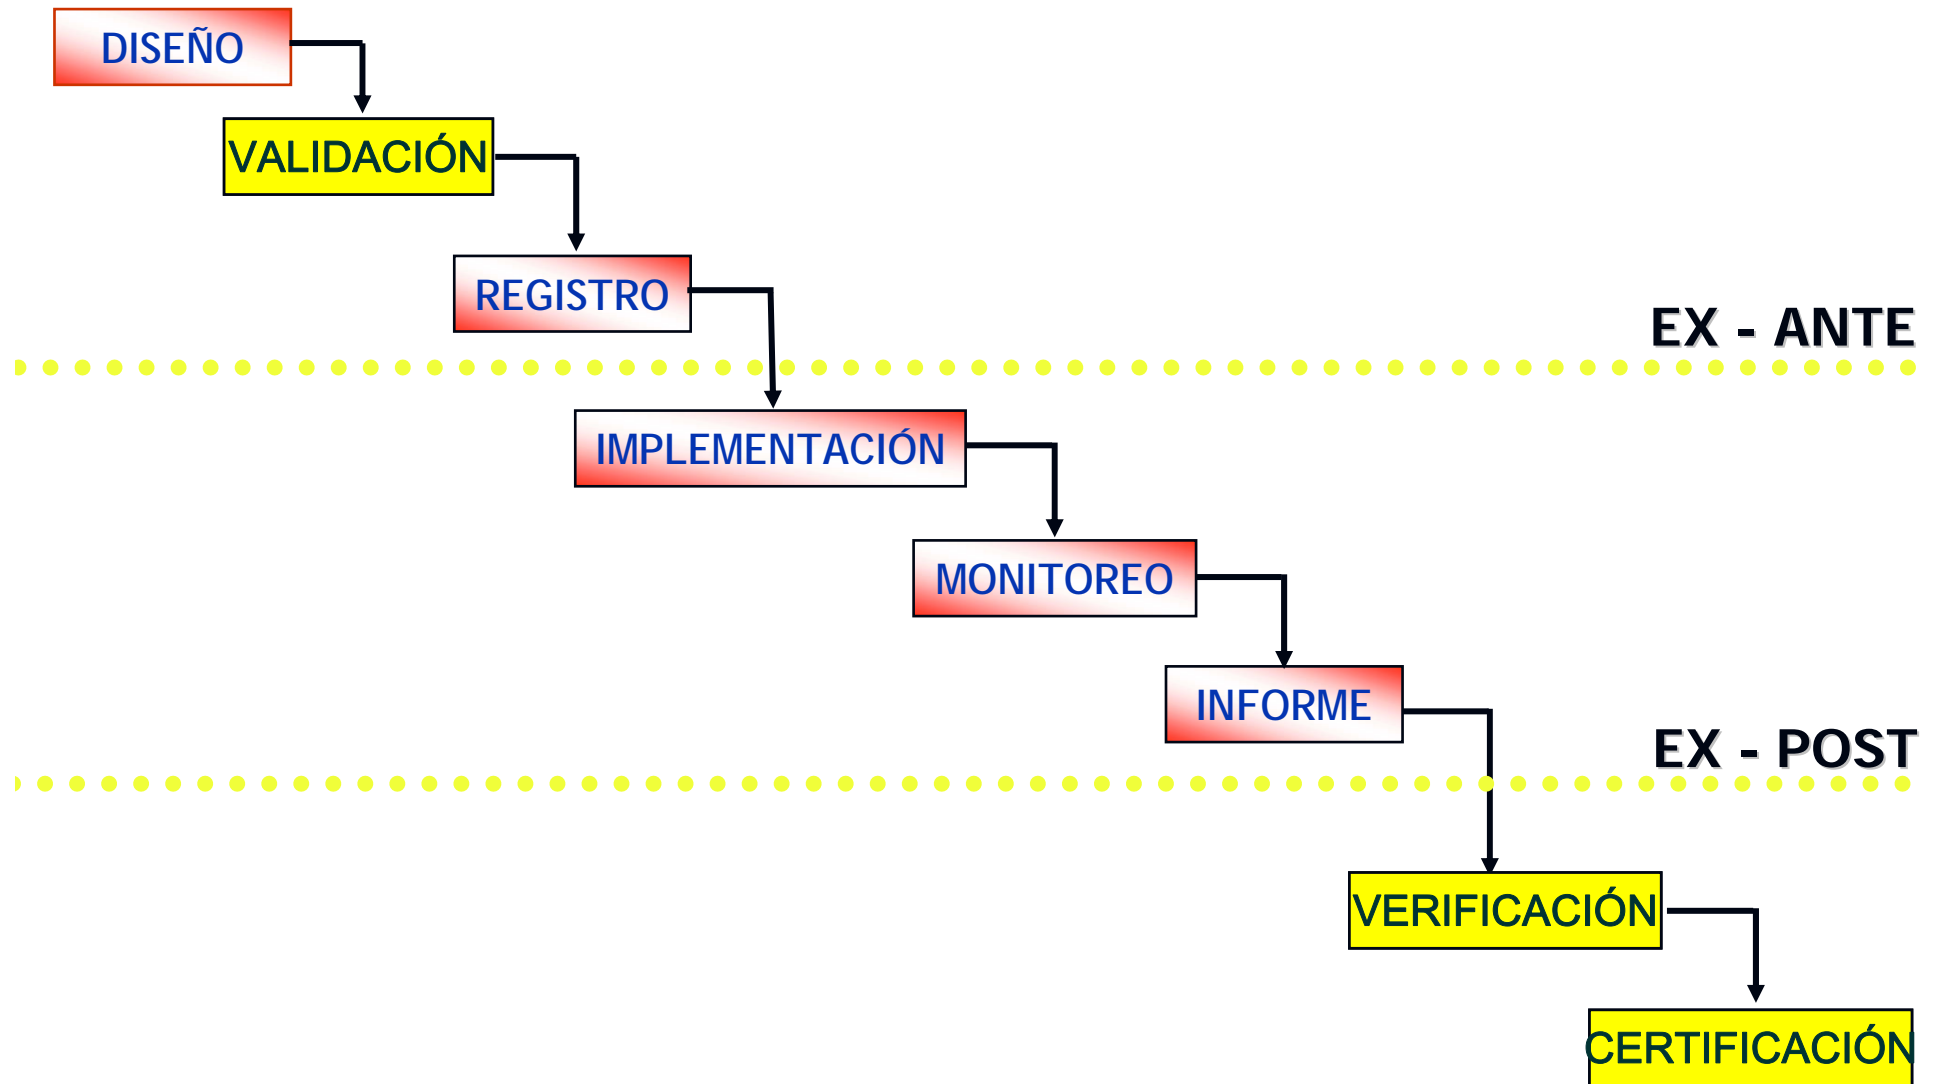 DISEÑO
VALIDACIÓN
REGISTRO
EX - ANTE
IMPLEMENTACIÓN
MONITOREO
INFORME
EX - POST
VERIFICACIÓN
CERTIFICACIÓN